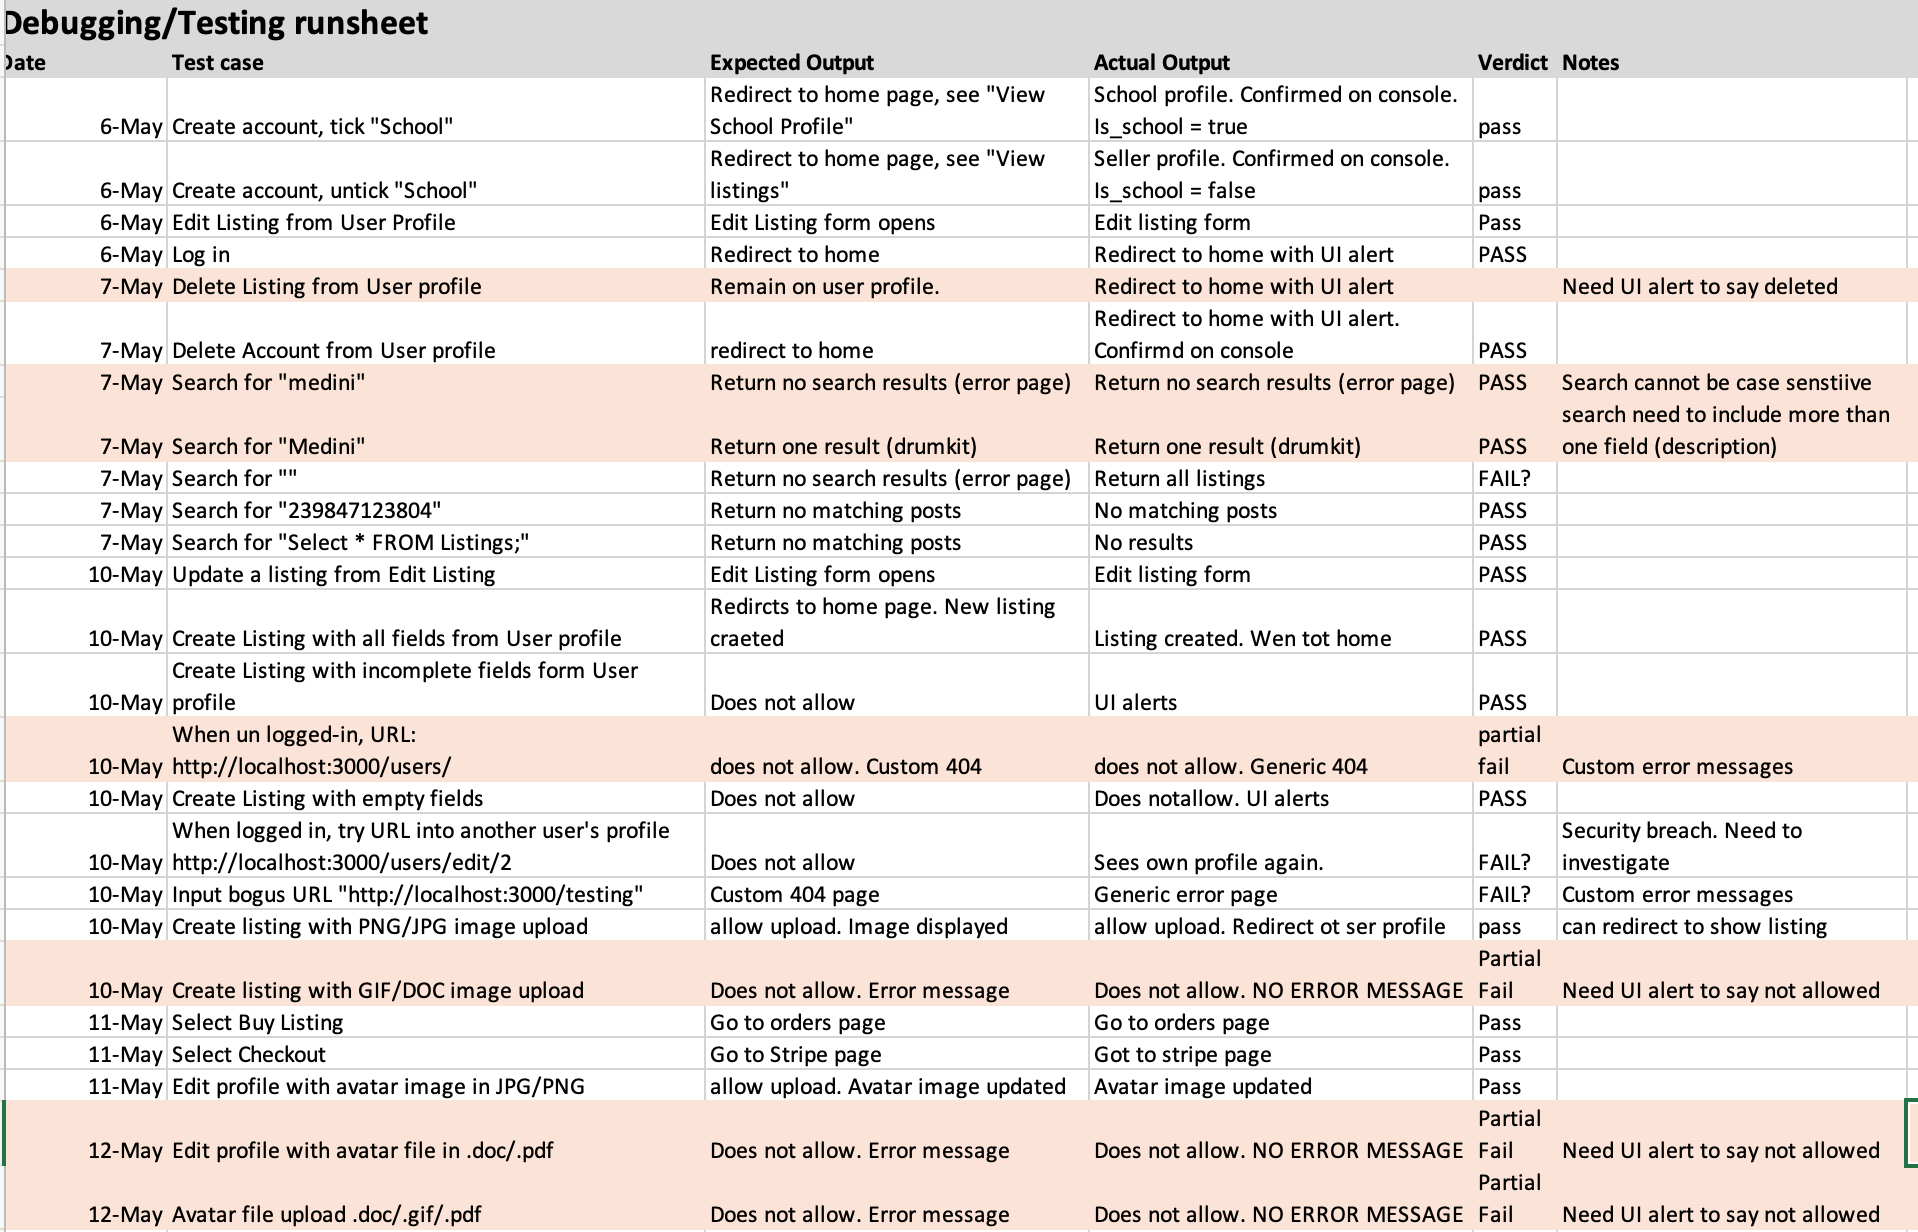 Debugging/Testing runsheet
Date Test case Expected Output Actual Output Verdict Notes
Redirect to home page, see "View School profile. Confirmed on console.
6-May Create account, tick "School" School Profile" Is_school = true pass
Redirect to home page, see "View Seller profile. Confirmed on console.
6-May Create account, untick "School" listings" Is_school = false pass
6-May Edit Listing from User Profile Edit Listing form opens Edit listing form Pass
6-May Log in Redirect to home Redirect to home with UI alert PASS
7-May Delete Listing from User profile Remain on user profile. Redirect to home with UI alert Need UI alert to say deleted
Redirect to home with UI alert.
7-May Delete Account from User profile redirect to home Confirmd on console PASS
7-May Search for "medini" Return no search results (error page) Return no search results (error page) PASS Search cannot be case senstiive
search need to include more than
7-May Search for "Medini" Return one result (drumkit) Return one result (drumkit) PASS one field (description)
7-May Search for "" Return no search results (error page) Return all listings FAIL?
7-May Search for "239847123804" Return no matching posts No matching posts PASS
7-May Search for "Select * FROM Listings;" Return no matching posts No results PASS
10-May Update a listing from Edit Listing Edit Listing form opens Edit listing form PASS
Redircts to home page. New listing
10-May Create Listing with all fields from User profile craeted Listing created. Wen tot home PASS
Create Listing with incomplete fields form User
10-May profile Does not allow UI alerts PASS
When un logged-in, URL: partial
10-May http://localhost:3000/users/ does not allow. Custom 404 does not allow. Generic 404 fail Custom error messages
10-May Create Listing with empty fields Does not allow Does notallow. UI alerts PASS
When logged in, try URL into another user's profile Security breach. Need to
10-May http://localhost:3000/users/edit/2 Does not allow Sees own profile again. FAIL? investigate
10-May Input bogus URL "http://localhost:3000/testing" Custom 404 page Generic error page FAIL? Custom error messages
10-May Create listing with PNG/JPG image upload allow upload. Image displayed allow upload. Redirect ot ser profile pass can redirect to show listing
Partial
10-May Create listing with GIF/DOC image upload Does not allow. Error message Does not allow. NO ERROR MESSAGE Fail Need UI alert to say not allowed
11-May Select Buy Listing Go to orders page Go to orders page Pass
11-May Select Checkout Go to Stripe page Got to stripe page Pass
11-May Edit profile with avatar image in JPG/PNG allow upload. Avatar image updated Avatar image updated Pass
Partial
12-May Edit profile with avatar file in .doc/.pdf Does not allow. Error message Does not allow. NO ERROR MESSAGE Fail Need UI alert to say not allowed
Partial
12-May Avatar file upload .doc/.gif/.pdf Does not allow. Error message Does not allow. NO ERROR MESSAGE Fail Need UI alert to say not allowed